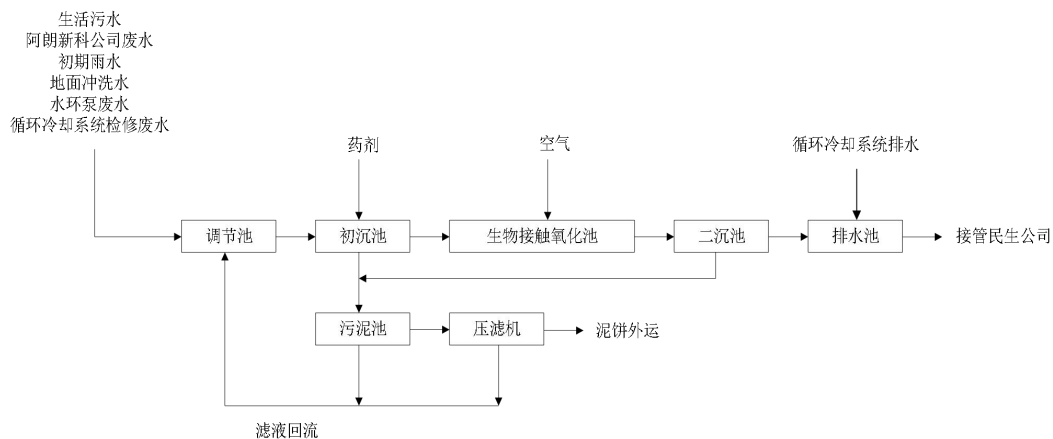 生活污水
阿朗新科公司废水
初期雨水
地面冲洗水
水环泵废水
循环冷却系统检修废水
药剂
空气
循环冷却系统排水
调节池
初沉池
生物接触氧化池
二沉池
排水池
接管民生公司
污泥池
压滤机
泥饼外运
滤液回流